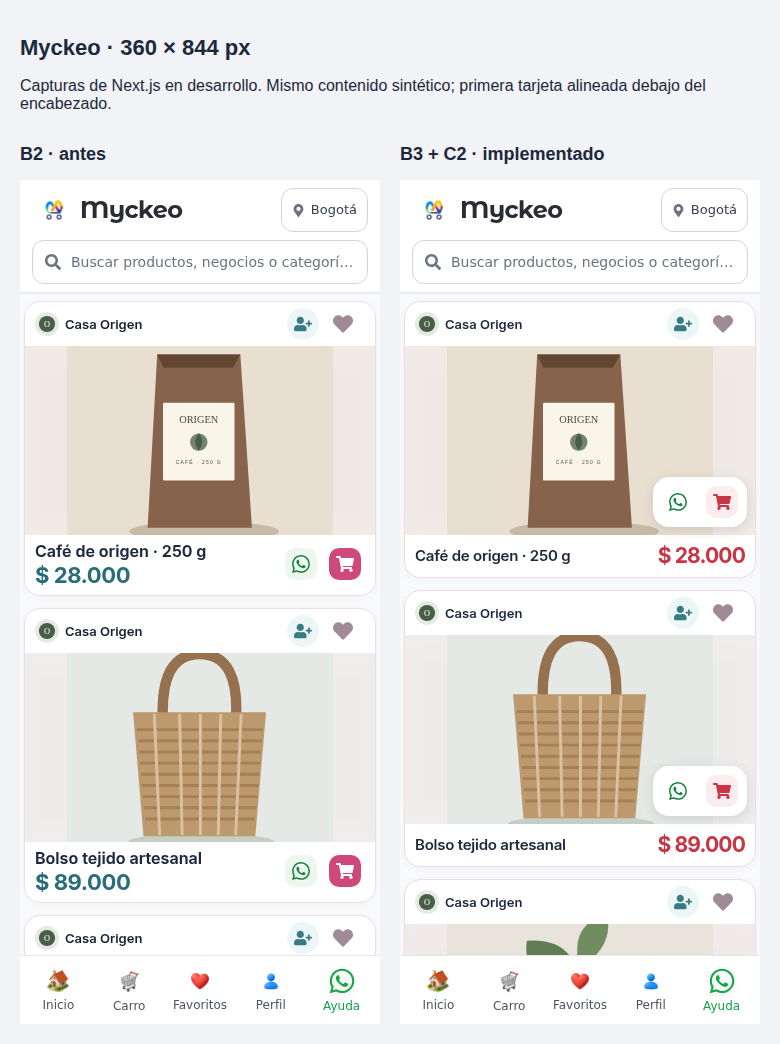 Myckeo · 360 × 844 px
Capturas de Next.js en desarrollo. Mismo contenido sintético; primera tarjeta alineada debajo del
encabezado.
B2 · antes
Myckeo
Bogotá
Buscar productos, negocios o categorí...
O
Casa Origen
ORIGEN
CAFÉ · 250 G
Café de origen · 250 g
$ 28.000
O
Casa Origen
Bolso tejido artesanal
$ 89.000
O
Casa Origen
Inicio
Carro
Favoritos
Perfil
Ayuda
B3 + C2 · implementado
Myckeo
Bogotá
Buscar productos, negocios o categorí...
O
Casa Origen
ORIGEN
CAFÉ · 250 G
Café de origen · 250 g
$ 28.000
O
Casa Origen
Bolso tejido artesanal
$ 89.000
O
Casa Origen
Inicio
Carro
Favoritos
Perfil
Ayuda